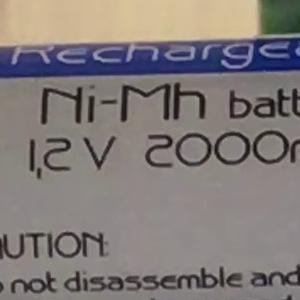 Recharge
Ni-Mh batt
1,2 V 2000
UTION:
not disassemble and